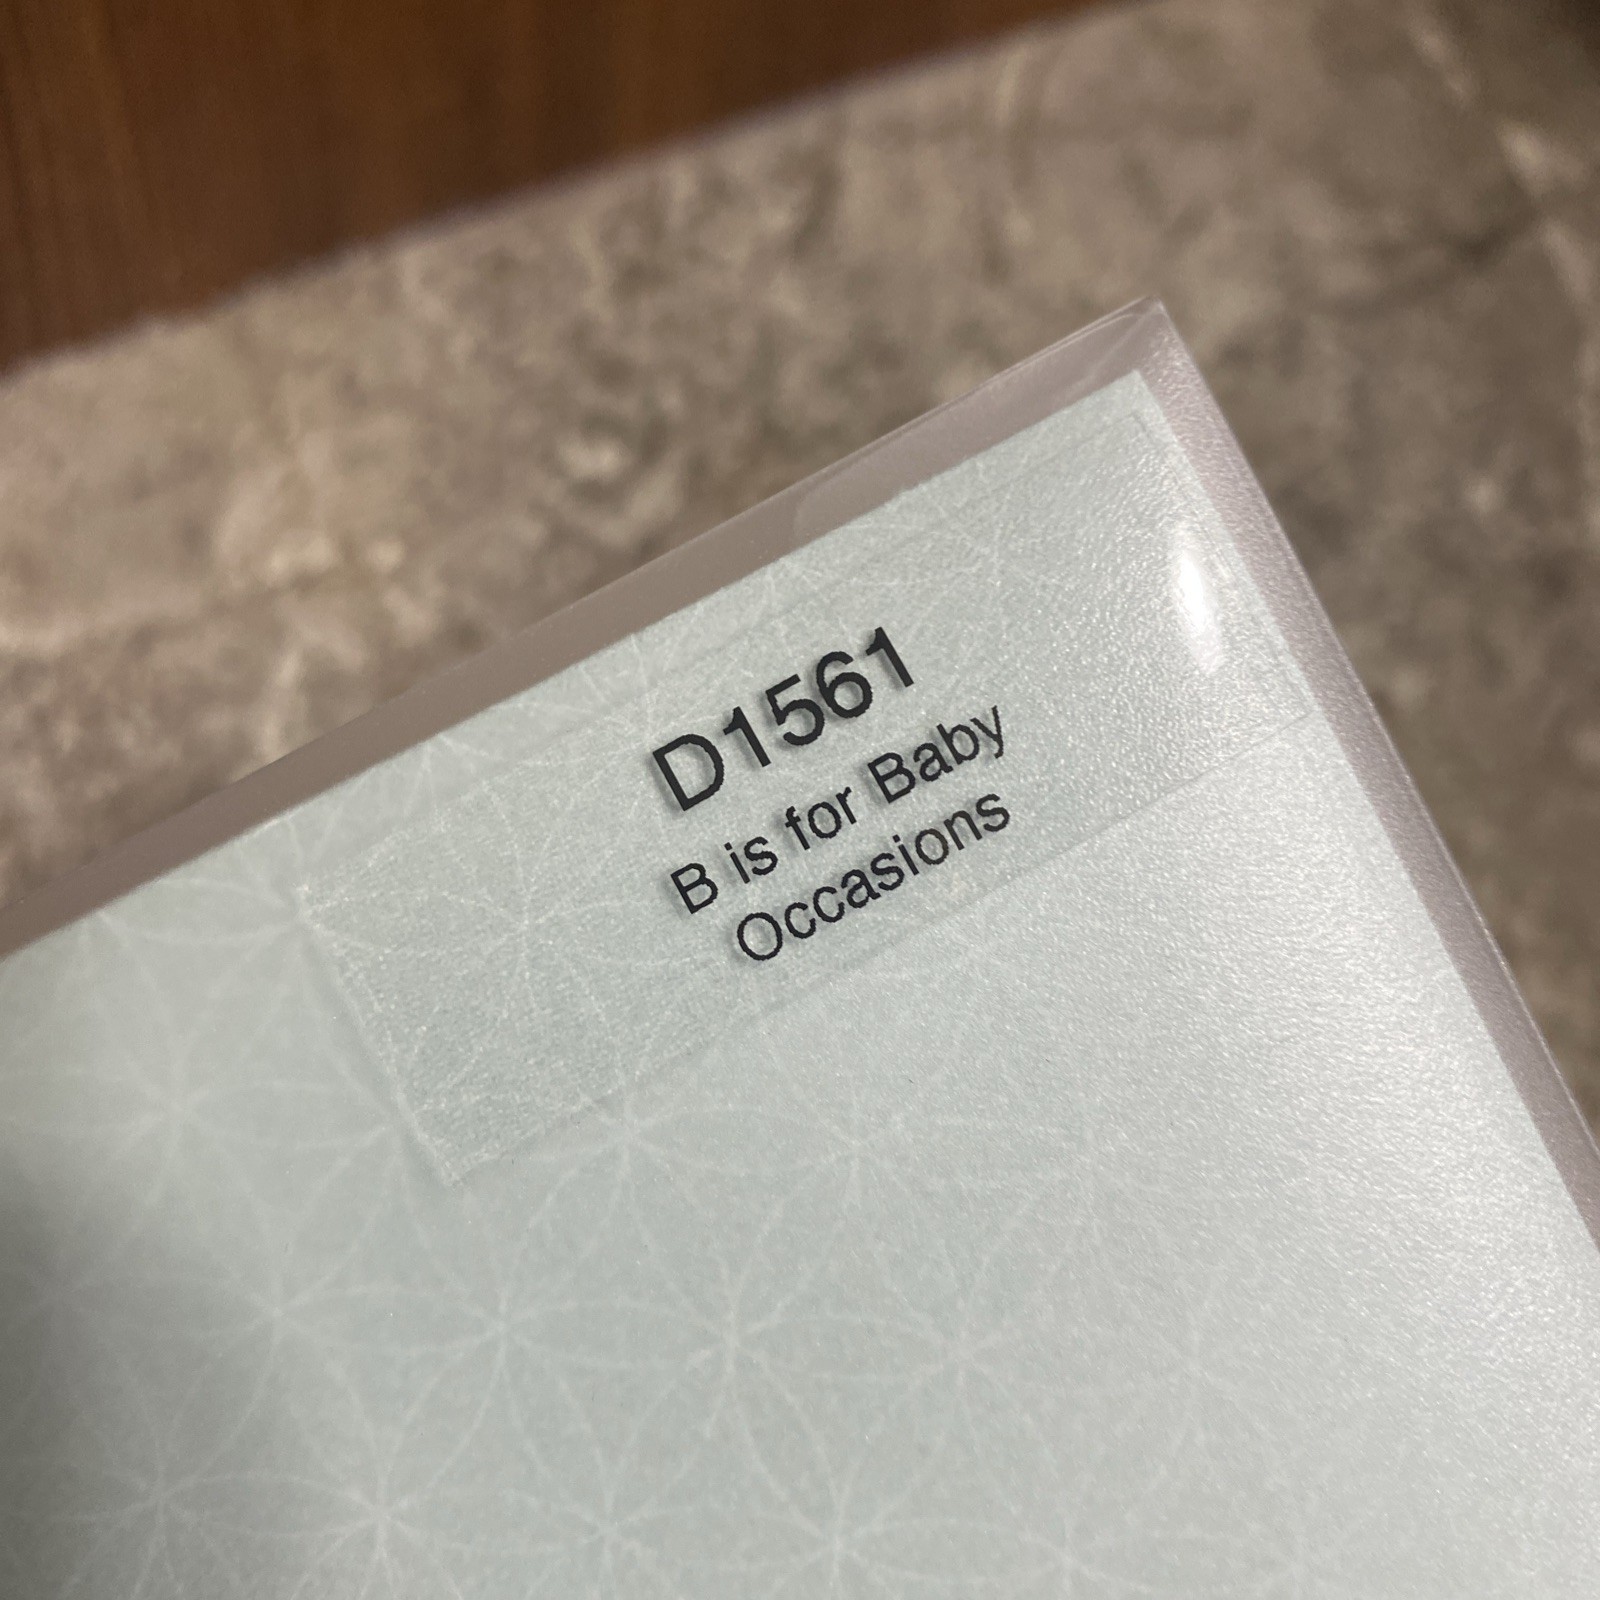 D1561
B is for Baby
Occasions